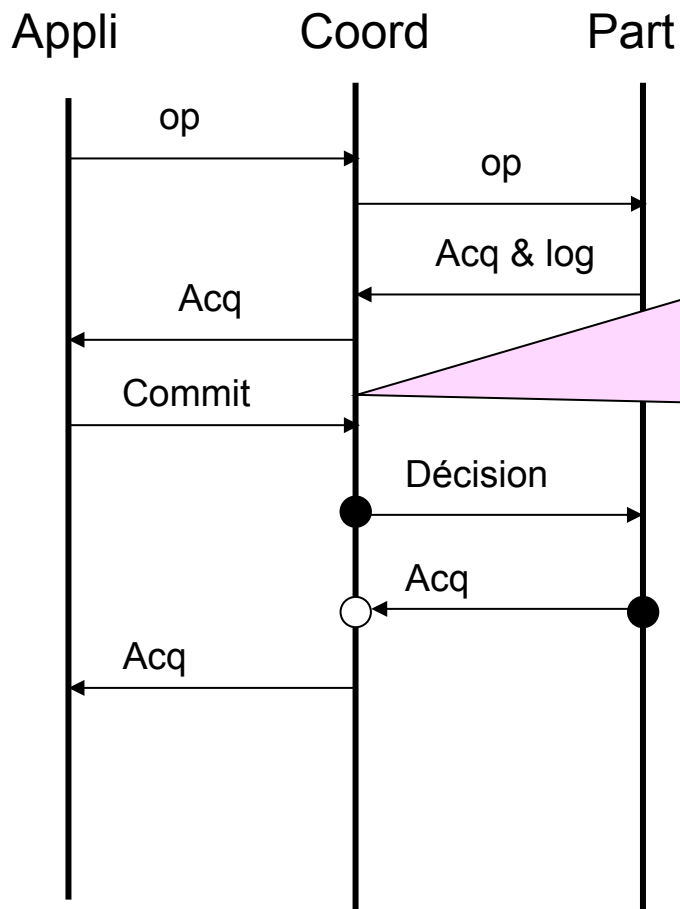 Appli
Coord
Part
op
op
Acq & log
Acq
Commit
Décision
Acq
Acq